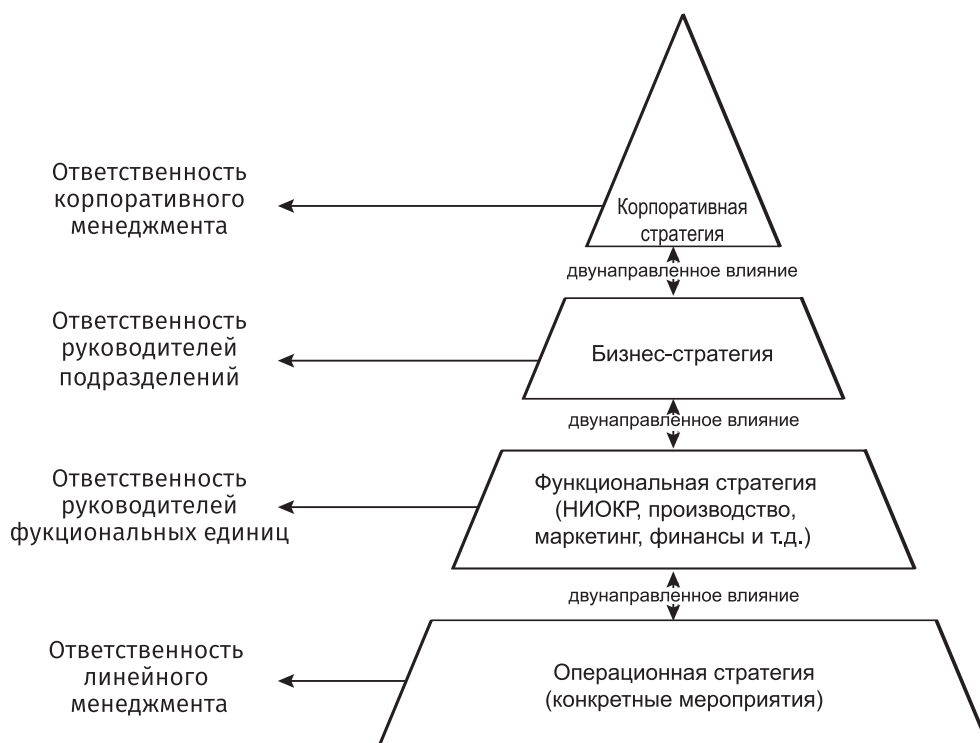 Ответственность
корпоративного
менеджмента
Корпоративная
стратегия
двунаправленное влияние
Ответственность
руководителей
подразделений
Бизнес-стратегия
двунаправленное влияние
Ответственность
руководителей
фукциональных единиц
Функциональная стратегия
(НИОКР, производство,
маркетинг, финансы и т.д.)
двунаправленное влияние
Ответственность
линейного
менеджмента
Операционная стратегия
(конкретные мероприятия)